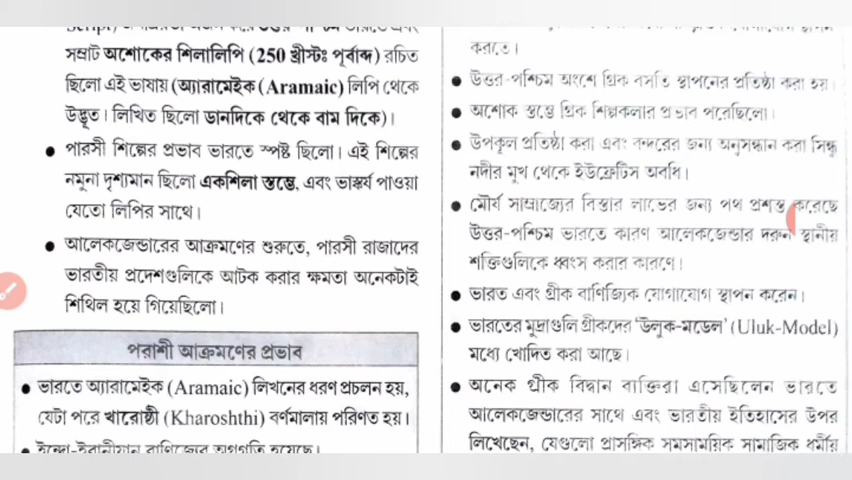 সম্রাট অশোকের শিলালিপি (250 খ্রীস্টঃ পূর্বাব্দ) রচিত
ছিলো এই ভাষায় (অ্যারামেইক (Aramaic) লিপি থেকে
উদ্ভূত। লিখিত ছিলো ডানদিকে থেকে বাম দিকে)।
• পারসী শিল্পের প্রভাব ভারতে স্পষ্ট ছিলো। এই শিল্পের
নমুনা দৃশ্যমান ছিলো একশিলা স্তম্ভে, এবং ভাস্কর্য পাওয়া
যেতো লিপির সাথে।
• আলেকজেন্ডারের আক্রমণের শুরুতে, পারসী রাজাদের
ভারতীয় প্রদেশগুলিকে আটক করার ক্ষমতা অনেকটাই
শিথিল হয়ে গিয়েছিলো।
পরাশী আক্রমণের প্রভাব
• ভারতে অ্যারামেইক (Aramaic) লিখনের ধরণ প্রচলন হয়,
যেটা পরে খারোষ্ঠী (Kharoshthi) বর্ণমালায় পরিণত হয়।
• ইন্দো-ইরানীয়ান বাণিজ্যের অগ্রগতি হয়েছে।
করতে।
• উত্তর-পশ্চিম অংশে গ্রিক বসতি স্থাপনের প্রতিষ্ঠা করা হয়।
• অশোক স্তম্ভে গ্রিক শিল্পকলার প্রভাব পরেছিলো।
• উপকূল প্রতিষ্ঠা করা এবং বন্দরের জন্য অনুসন্ধান করা সিন্ধু
নদীর মুখ থেকে ইউফ্রেটিস অবধি।
• মৌর্য সাম্রাজ্যের বিস্তার লাভের জন্য পথ প্রশস্ত করেছে
উত্তর-পশ্চিম ভারতে কারণ আলেকজেন্ডার দরুন স্থানীয়
শক্তিগুলিকে ধ্বংস করার কারণে।
• ভারত এবং গ্রীক বাণিজ্যিক যোগাযোগ স্থাপন করেন।
• ভারতের মুদ্রাগুলি গ্রীকদের 'উলুক-মডেল' (Uluk-Model)
মধ্যে খোদিত করা আছে।
• অনেক গ্রীক বিদ্বান ব্যক্তিরা এসেছিলেন ভারতে
আলেকজেন্ডারের সাথে এবং ভারতীয় ইতিহাসের উপর
লিখেছেন, যেগুলো প্রাসঙ্গিক সমসাময়িক সামাজিক ধর্মীয়